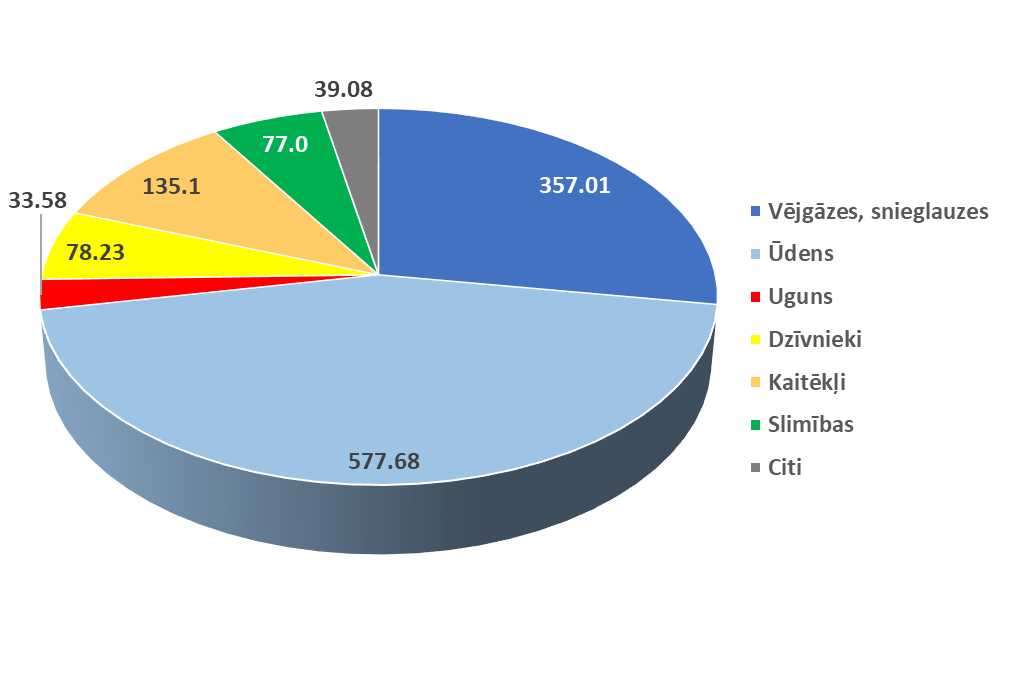 39.08
77.0
357.01
135.1
33.58
78.23
577.68
Vējgāzes, snieglauzes
Ūdens
Uguns
Dzīvnieki
Kaitēkļi
Slimības
Citi